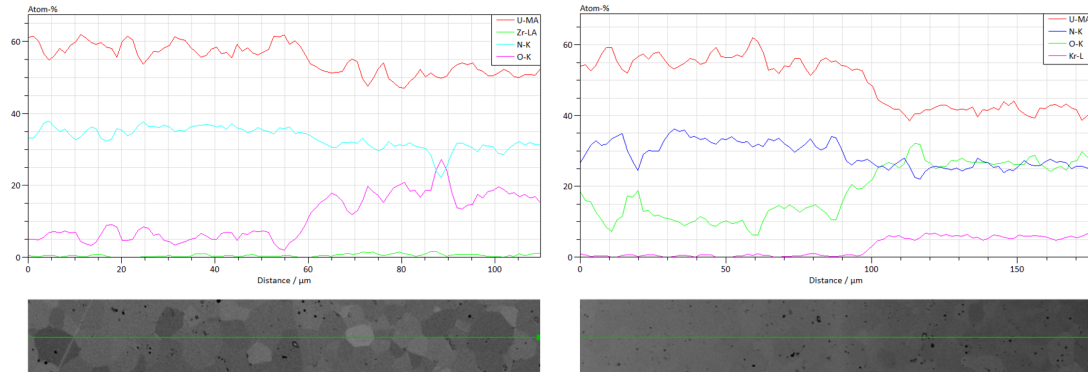 Atom-%
U-MA
Zr-LA
N-K
O-K
60
40
20
0
0 20 40 60 80 100
Distance / µm
Atom-%
U-MA
N-K
O-K
Kr-L
60
40
20
0
0 50 100 150
Distance / µm